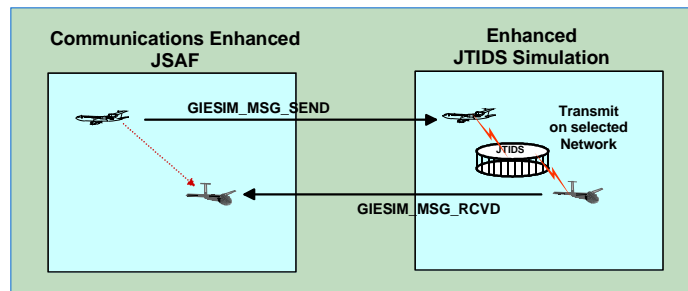 Communications Enhanced
JSAF
Enhanced
JTIDS Simulation
GIESIM_MSG_SEND
Transmit
on selected
Network
JTIDS
GIESIM_MSG_RCVD